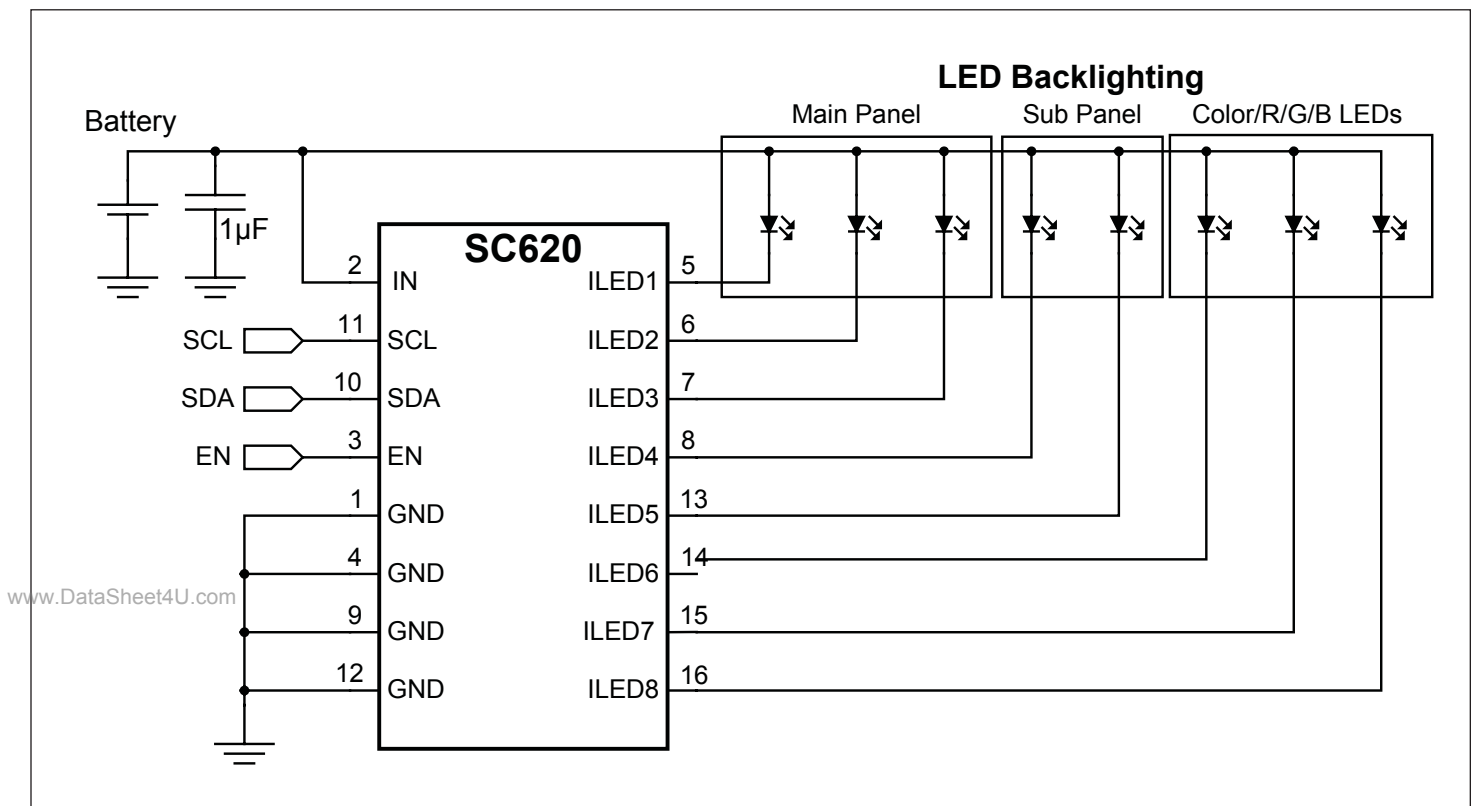 LED Backlighting
Battery
Main Panel
Sub Panel
Color/R/G/B LEDs
1µF
SC620
2 IN
ILED1 5
SCL 11 SCL
ILED2 6
SDA 10 SDA
ILED3 7
EN 3 EN
ILED4 8
1 GND
ILED5 13
4 GND
ILED6 14
www.DataSheet4U.com
9 GND
ILED7 15
12 GND
ILED8 16